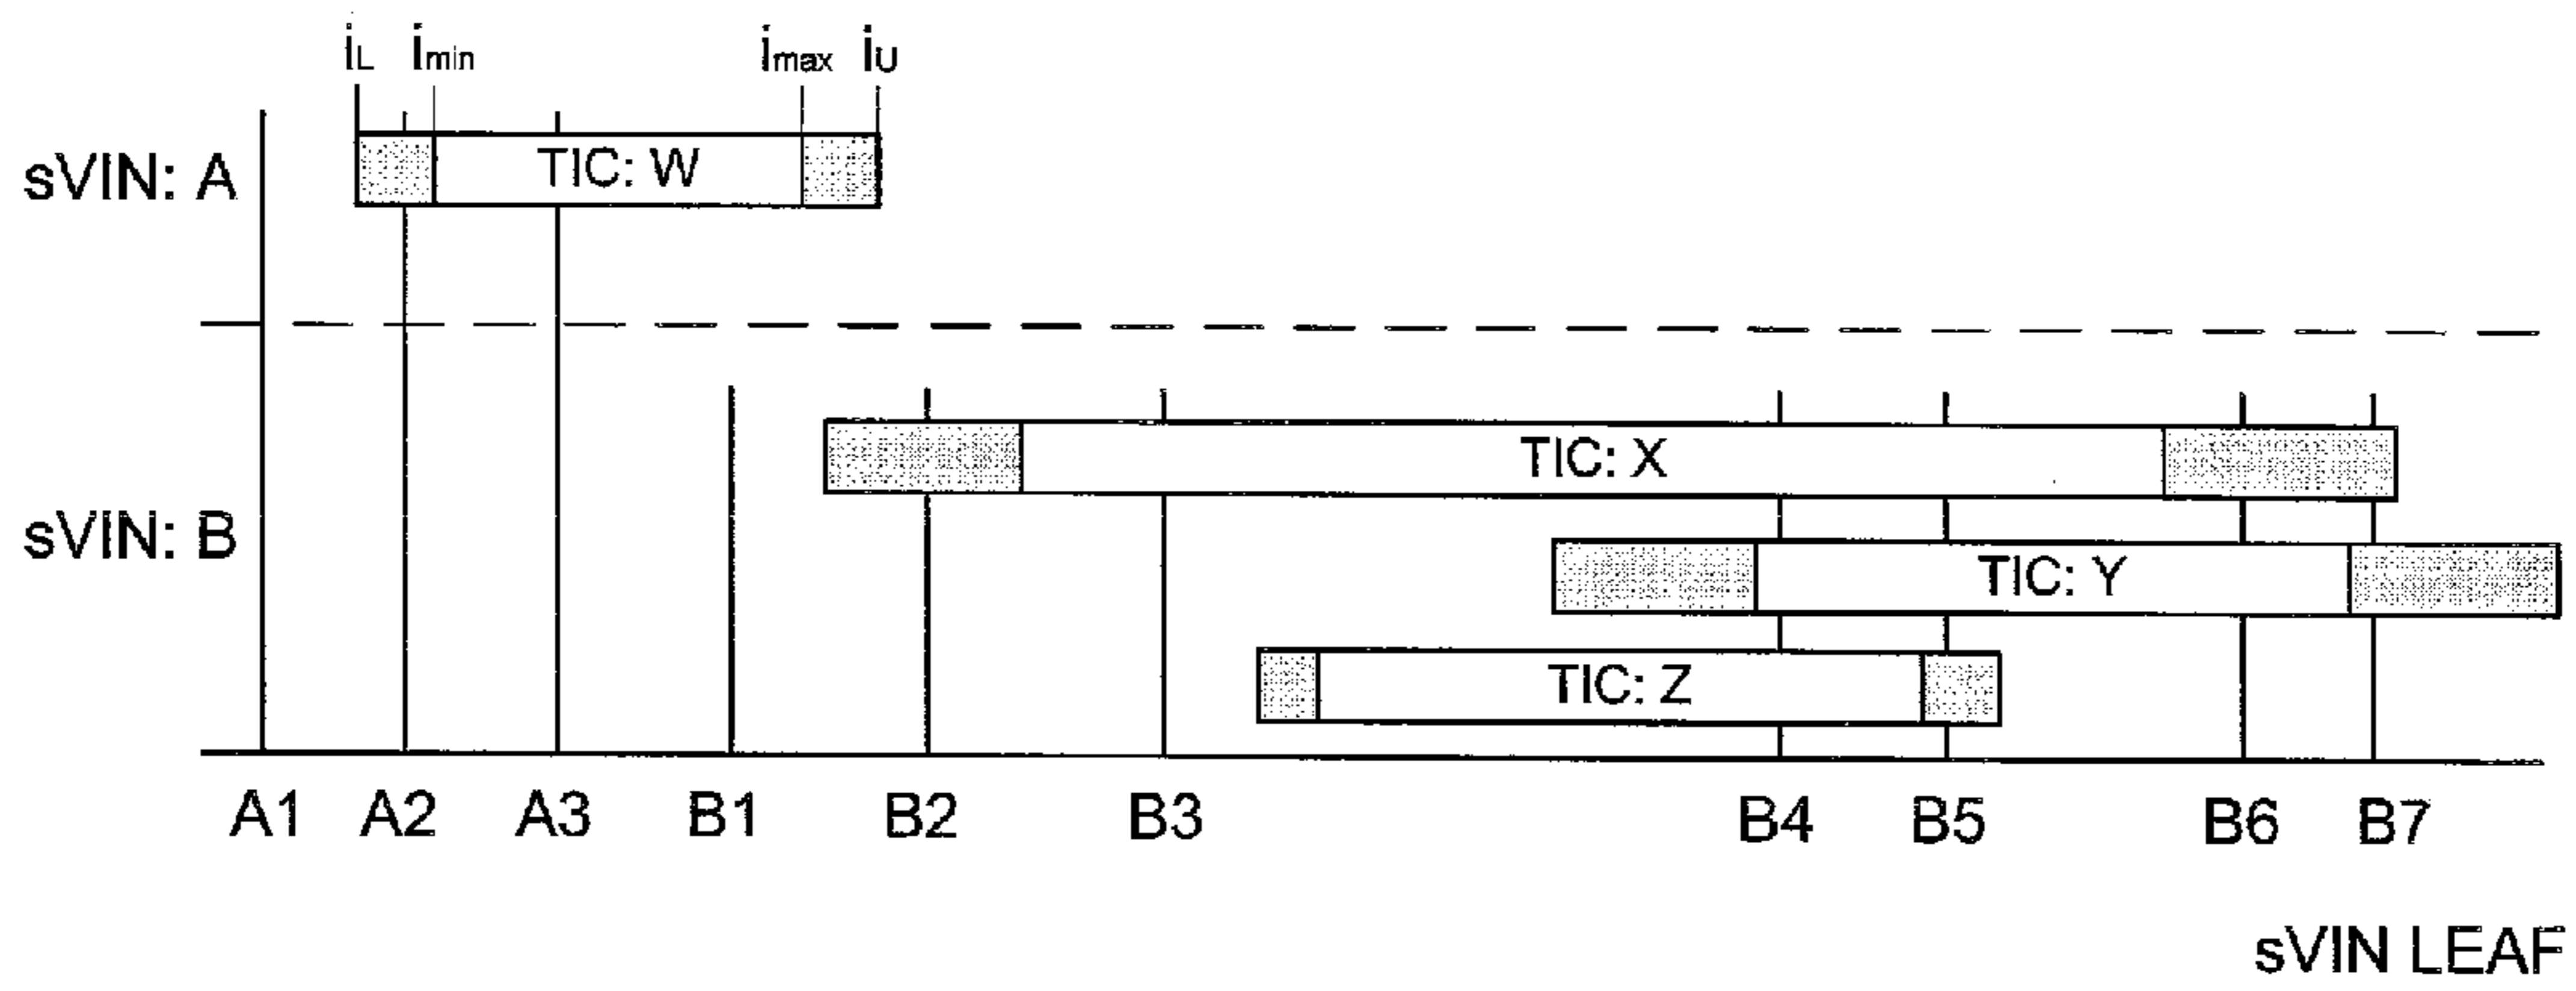 iL imin imax iU
sVIN: A
TIC: W
TIC: X
sVIN: B
TIC: Y
TIC: Z
A1 A2 A3 B1 B2 B3 B4 B5 B6 B7
sVIN LEAF